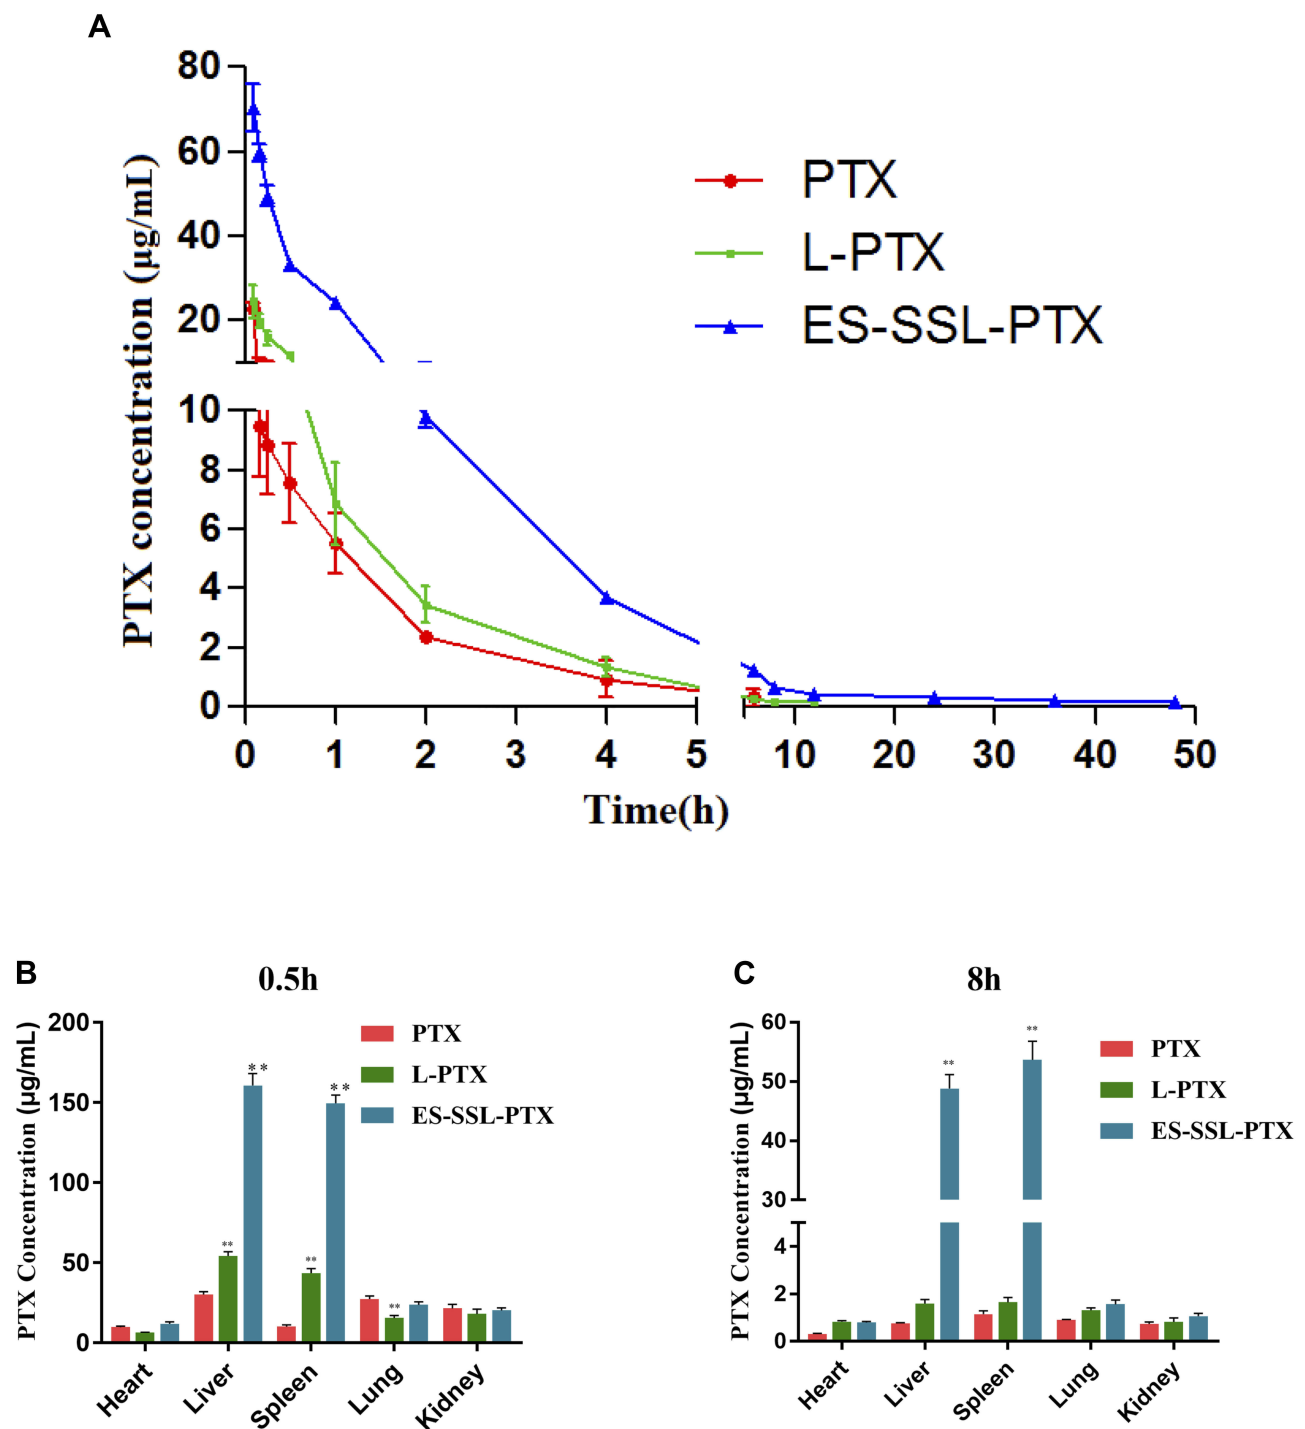 A
80
60
40
20
10
8
6
4
2
0
PTX concentration (µg/mL)
PTX
L-PTX
ES-SSL-PTX
0 1 2 3 4 5 10 20 30 40 50
Time(h)
B
0.5h
200
150
100
50
0
PTX Concentration (µg/mL)
PTX
L-PTX
ES-SSL-PTX
**
**
**
**
**
Heart Liver Spleen Lung Kidney
C
8h
60
50
40
30
4
2
0
PTX Concentration (µg/mL)
PTX
L-PTX
ES-SSL-PTX
**
**
Heart Liver Spleen Lung Kidney